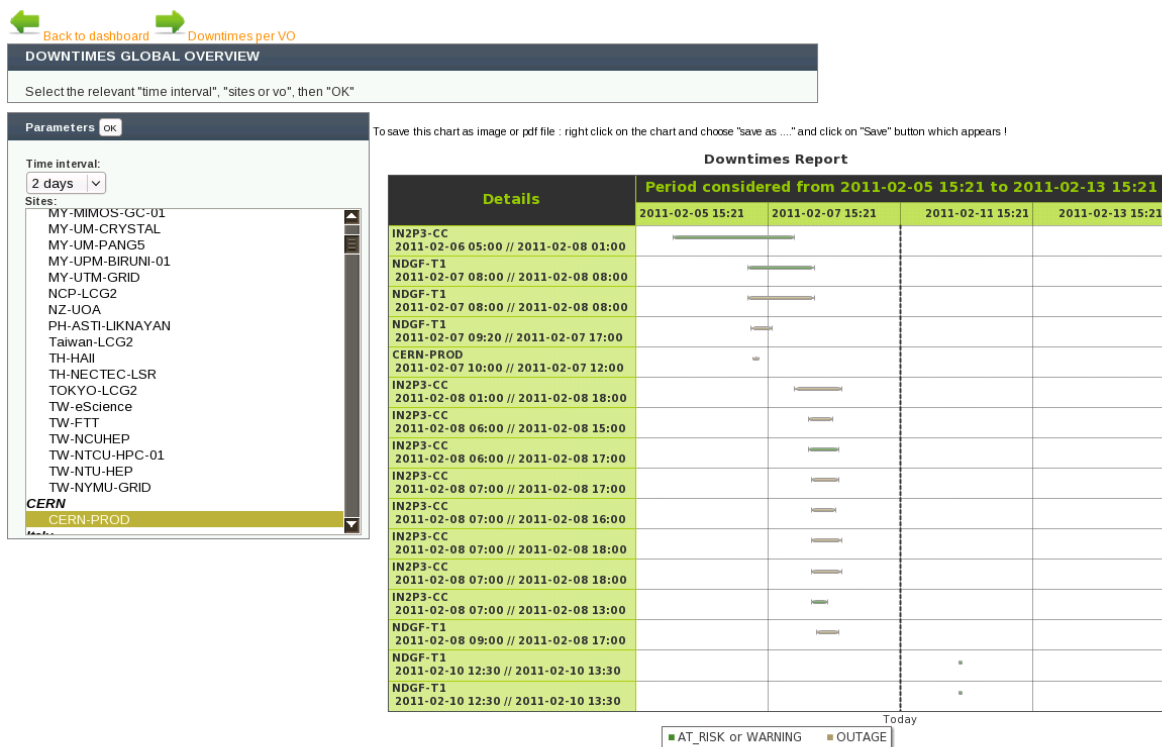 Back to dashboard Downtimes per VO
DOWNTIMES GLOBAL OVERVIEW
Select the relevant "time interval", "sites or vo", then "OK"
Parameters OK
Time interval:
2 days
Sites:
MY-MIMOS-GC-01
MY-UM-CRYSTAL
MY-UM-PANG5
MY-UPM-BIRUNI-01
MY-UTM-GRID
NCP-LCG2
NZ-UOA
PH-ASTI-LIKNAYAN
Taiwan-LCG2
TH-HAII
TH-NECTEC-LSR
TOKYO-LCG2
TW-eScience
TW-FTT
TW-NCUHEP
TW-NTCU-HPC-01
TW-NTU-HEP
TW-NYMU-GRID
CERN
CERN-PROD
To save this chart as image or pdf file : right click on the chart and choose "save as ...." and click on "Save" button which appears !
Downtimes Report
Details
Period considered from 2011-02-05 15:21 to 2011-02-13 15:21
2011-02-05 15:21 2011-02-07 15:21 2011-02-11 15:21 2011-02-13 15:21
IN2P3-CC
2011-02-06 05:00 // 2011-02-08 01:00
NDGF-T1
2011-02-07 08:00 // 2011-02-08 08:00
NDGF-T1
2011-02-07 08:00 // 2011-02-08 08:00
NDGF-T1
2011-02-07 09:20 // 2011-02-07 17:00
CERN-PROD
2011-02-07 10:00 // 2011-02-07 12:00
IN2P3-CC
2011-02-08 01:00 // 2011-02-08 18:00
IN2P3-CC
2011-02-08 06:00 // 2011-02-08 15:00
IN2P3-CC
2011-02-08 06:00 // 2011-02-08 17:00
IN2P3-CC
2011-02-08 07:00 // 2011-02-08 17:00
IN2P3-CC
2011-02-08 07:00 // 2011-02-08 16:00
IN2P3-CC
2011-02-08 07:00 // 2011-02-08 18:00
IN2P3-CC
2011-02-08 07:00 // 2011-02-08 18:00
IN2P3-CC
2011-02-08 07:00 // 2011-02-08 13:00
NDGF-T1
2011-02-08 09:00 // 2011-02-08 17:00
NDGF-T1
2011-02-10 12:30 // 2011-02-10 13:30
NDGF-T1
2011-02-10 12:30 // 2011-02-10 13:30
Today
AT_RISK or WARNING OUTAGE